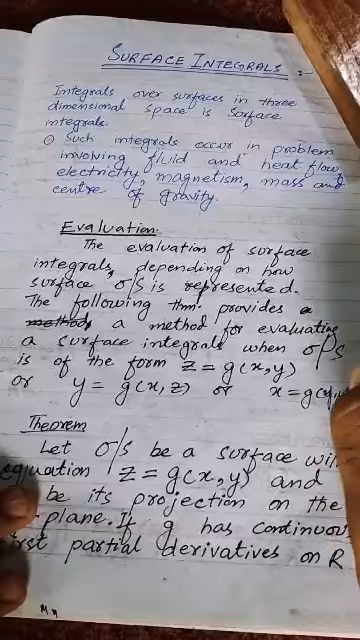 SURFACE INTEGRALS :-
Integrals over surfaces in three
dimensional space is Surface
integrals.
⊙ Such integrals occur in problem
involving fluid and heat flow,
electricity, magnetism, mass and
centre of gravity.
Evaluation.
The evaluation of surface
integrals, depending on how
surface σ/s is represented.
The following thm. provides a
method, a method for evaluating
a surface integrals when σ/s
is of the form z = g(x,y)
or y = g(x,z) or x = g(y,
Theorem
Let σ/s be a surface with
equation z = g(x,y) and
be its projection on the
-plane. If g has continuous
first partial derivatives on R